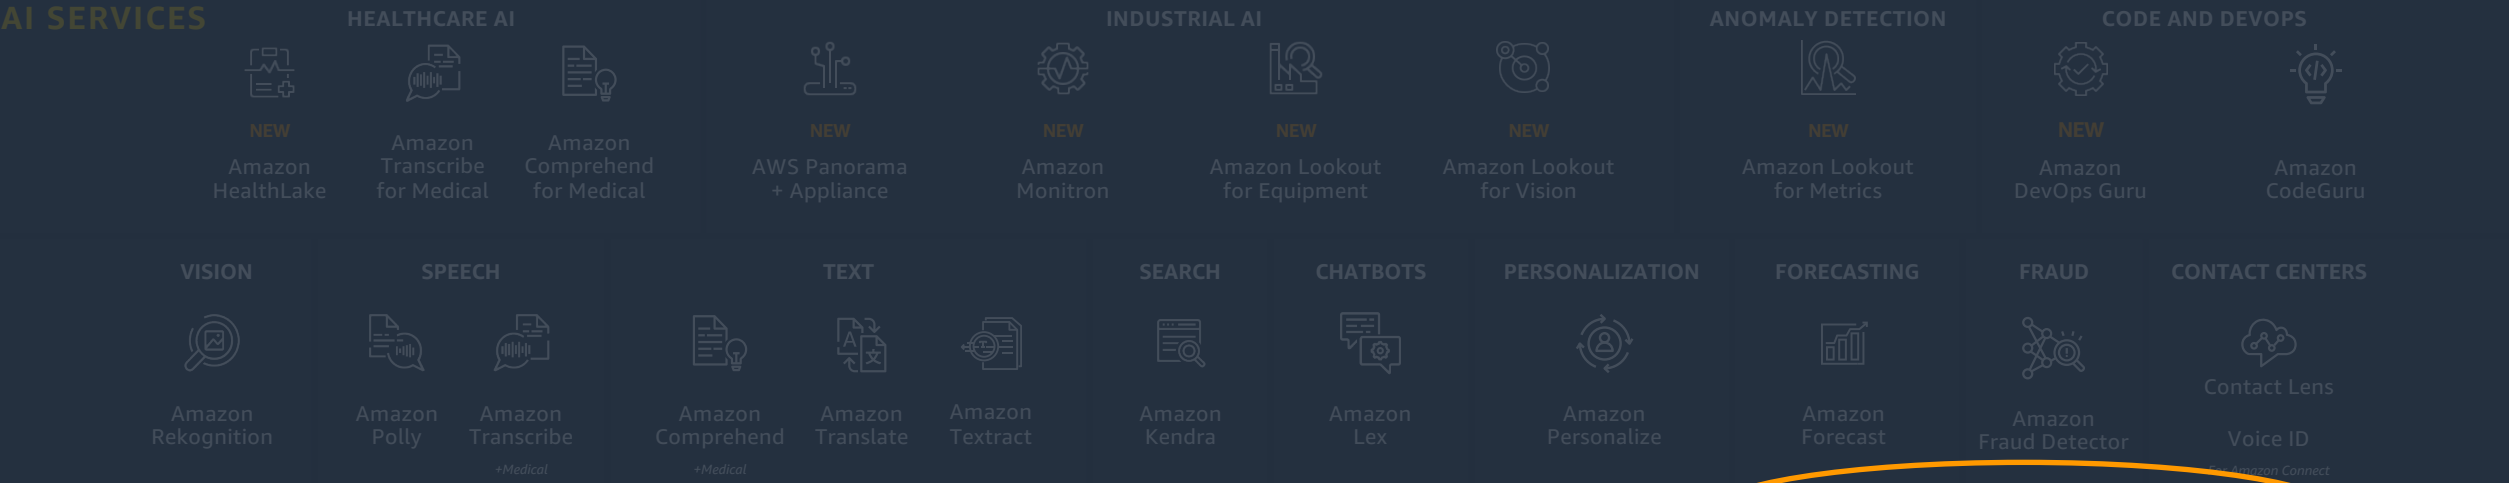 AI SERVICES
HEALTHCARE AI
INDUSTRIAL AI
ANOMALY DETECTION
CODE AND DEVOPS
NEW
Amazon
HealthLake
Amazon
Transcribe
for Medical
Amazon
Comprehend
for Medical
NEW
AWS Panorama
+ Appliance
NEW
Amazon
Monitron
NEW
Amazon Lookout
for Equipment
NEW
Amazon Lookout
for Vision
NEW
Amazon Lookout
for Metrics
NEW
Amazon
DevOps Guru
Amazon
CodeGuru
VISION
SPEECH
TEXT
SEARCH
CHATBOTS
PERSONALIZATION
FORECASTING
FRAUD
CONTACT CENTERS
Amazon
Rekognition
Amazon
Polly
Amazon
Transcribe
+Medical
Amazon
Comprehend
+Medical
A
文
Amazon
Translate
Amazon
Textract
Amazon
Kendra
Amazon
Lex
Amazon
Personalize
Amazon
Forecast
Amazon
Fraud Detector
Contact Lens
Voice ID
For Amazon Connect